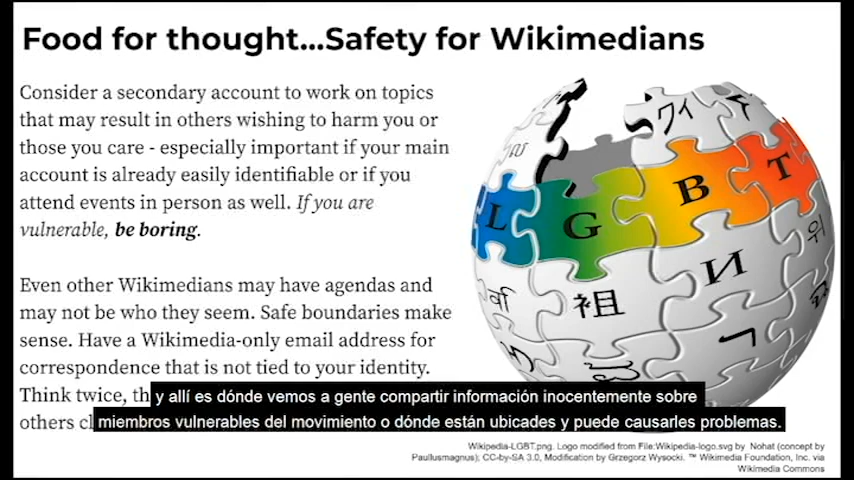 Food for thought...Safety for Wikimedians
Consider a secondary account to work on topics
that may result in others wishing to harm you or
those you care - especially important if your main
account is already easily identifiable or if you
attend events in person as well. If you are
vulnerable, be boring.
Even other Wikimedians may have agendas and
may not be who they seem. Safe boundaries make
sense. Have a Wikimedia-only email address for
correspondence that is not tied to your identity.
Think twice,
others
y allí es dónde vemos a gente compartir información inocentemente sobre
miembros vulnerables del movimiento o dónde están ubicades y puede causarles problemas.
ワィ
L G B T
र्वि
祖
И
위
Wikipedia-LGBT.png. Logo modified from File:Wikipedia-logo.svg by Nohat (concept by
Paullusmagnus); CC-by-SA 3.0, Modification by Grzegorz Wysocki. ™ Wikimedia Foundation, Inc. via
Wikimedia Commons